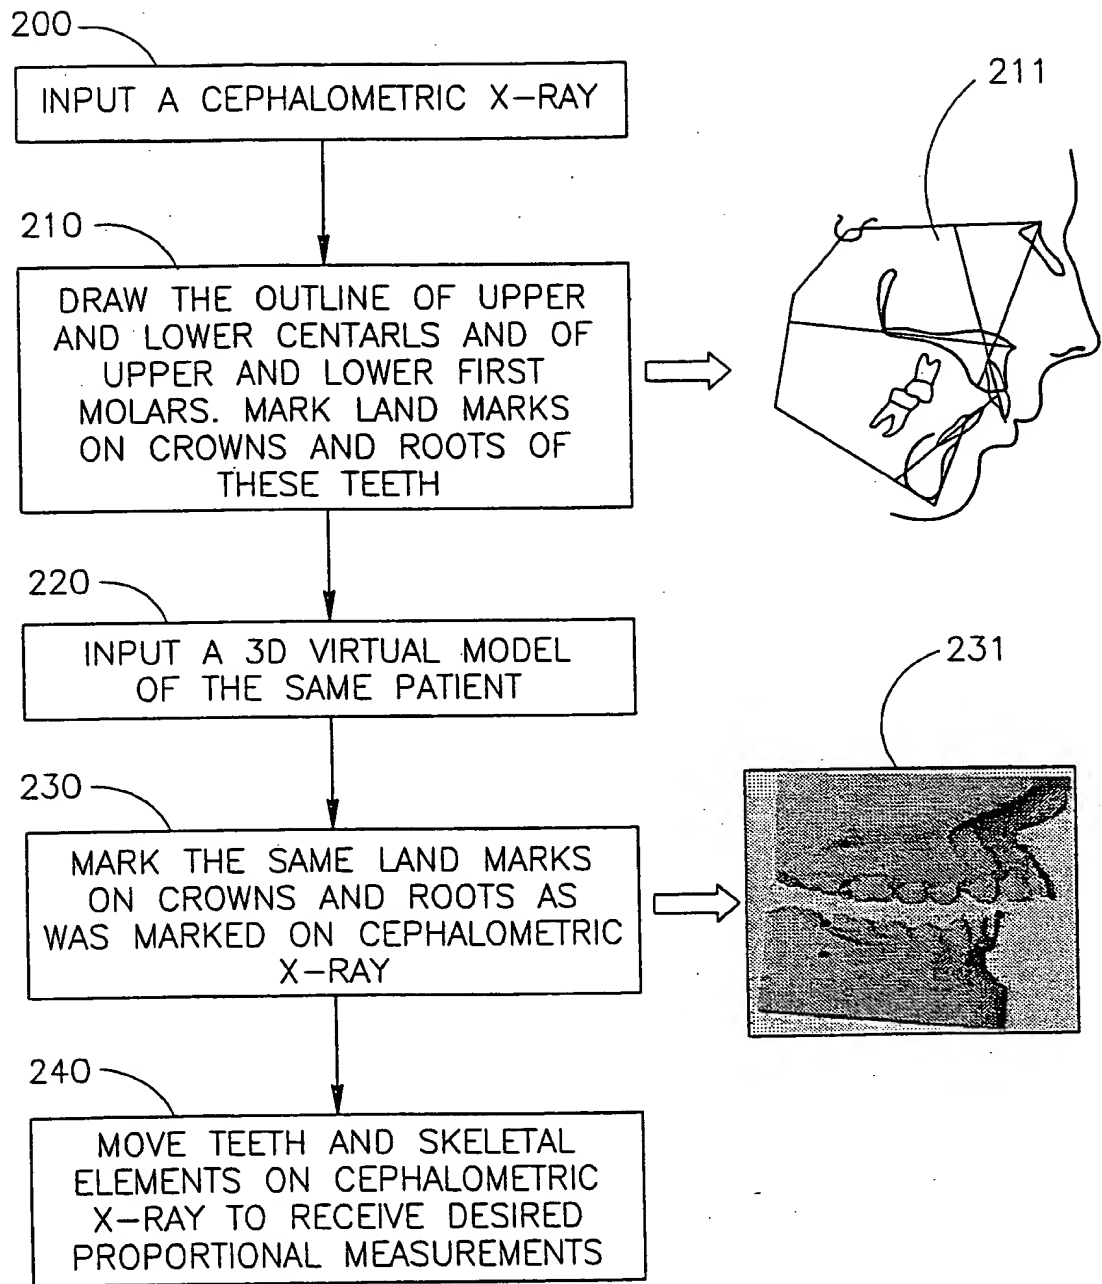 200
INPUT A CEPHALOMETRIC X-RAY
211
210
DRAW THE OUTLINE OF UPPER
AND LOWER CENTARLS AND OF
UPPER AND LOWER FIRST
MOLARS. MARK LAND MARKS
ON CROWNS AND ROOTS OF
THESE TEETH
220
INPUT A 3D VIRTUAL MODEL
OF THE SAME PATIENT
231
230
MARK THE SAME LAND MARKS
ON CROWNS AND ROOTS AS
WAS MARKED ON CEPHALOMETRIC
X-RAY
240
MOVE TEETH AND SKELETAL
ELEMENTS ON CEPHALOMETRIC
X-RAY TO RECEIVE DESIRED
PROPORTIONAL MEASUREMENTS